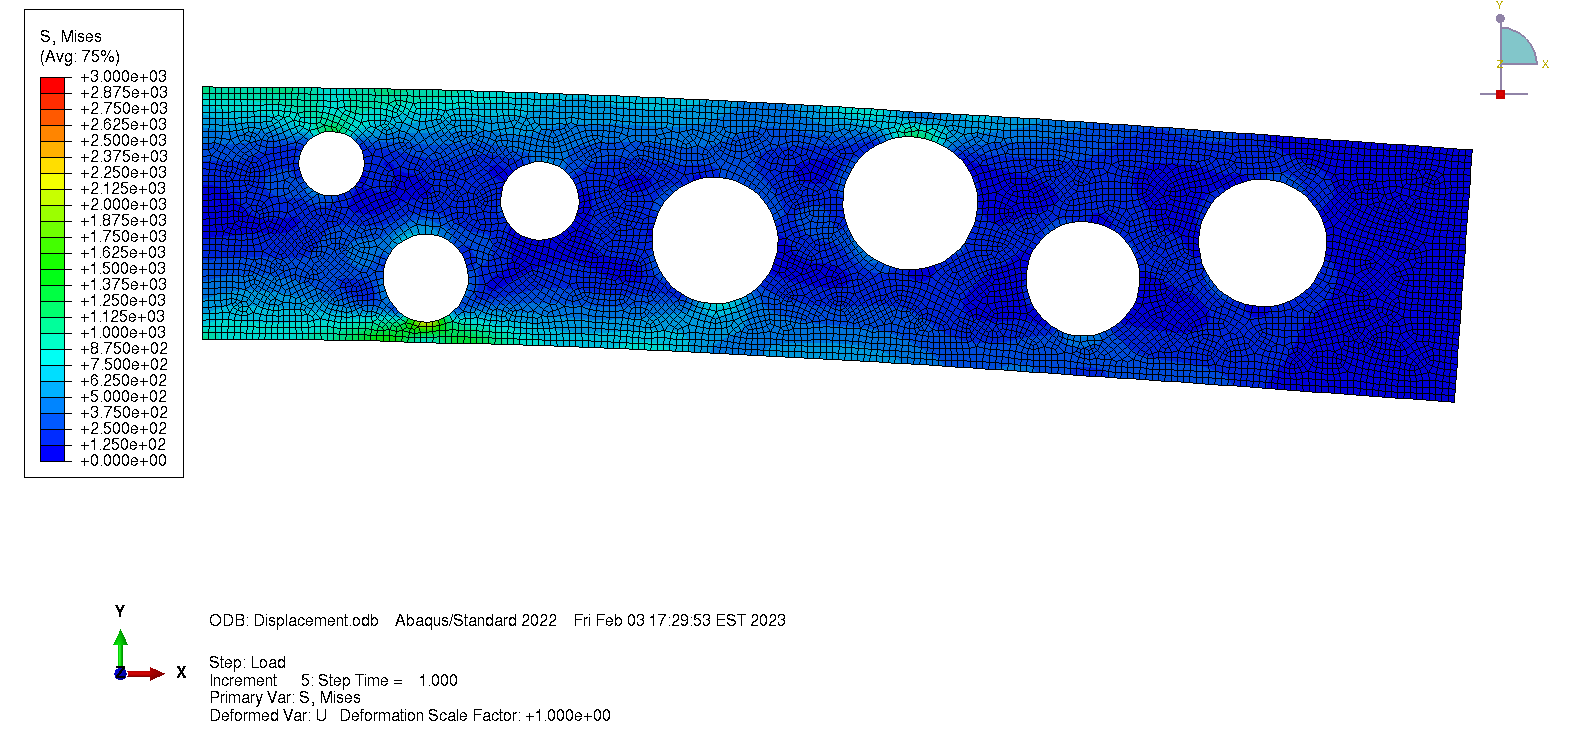 S, Mises
(Avg: 75%)
+3.000e+03
+2.875e+03
+2.750e+03
+2.625e+03
+2.500e+03
+2.375e+03
+2.250e+03
+2.125e+03
+2.000e+03
+1.875e+03
+1.750e+03
+1.625e+03
+1.500e+03
+1.375e+03
+1.250e+03
+1.125e+03
+1.000e+03
+8.750e+02
+7.500e+02
+6.250e+02
+5.000e+02
+3.750e+02
+2.500e+02
+1.250e+02
+0.000e+00
Y
Z
X
Y
Z
X
ODB: Displacement.odb Abaqus/Standard 2022 Fri Feb 03 17:29:53 EST 2023
Step: Load
Increment 5: Step Time = 1.000
Primary Var: S, Mises
Deformed Var: U Deformation Scale Factor: +1.000e+00